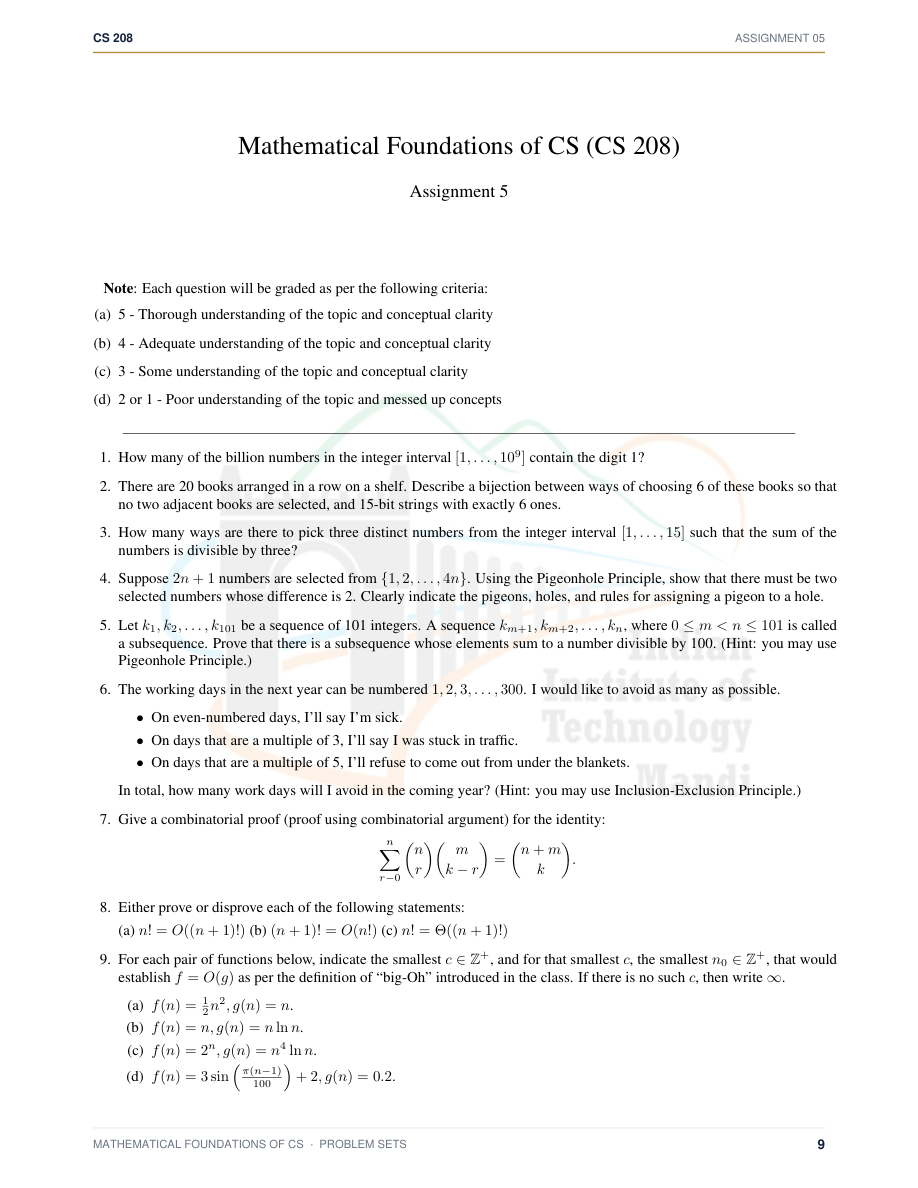 CS 208
ASSIGNMENT 05
Mathematical Foundations of CS (CS 208)
Assignment 5
Note: Each question will be graded as per the following criteria:
(a) 5 - Thorough understanding of the topic and conceptual clarity
(b) 4 - Adequate understanding of the topic and conceptual clarity
(c) 3 - Some understanding of the topic and conceptual clarity
(d) 2 or 1 - Poor understanding of the topic and messed up concepts
1. How many of the billion numbers in the integer interval [1, . . . , 10⁹] contain the digit 1?
2. There are 20 books arranged in a row on a shelf. Describe a bijection between ways of choosing 6 of these books so that
no two adjacent books are selected, and 15-bit strings with exactly 6 ones.
3. How many ways are there to pick three distinct numbers from the integer interval [1, . . . , 15] such that the sum of the
numbers is divisible by three?
4. Suppose 2n + 1 numbers are selected from {1, 2, . . . , 4n}. Using the Pigeonhole Principle, show that there must be two
selected numbers whose difference is 2. Clearly indicate the pigeons, holes, and rules for assigning a pigeon to a hole.
5. Let k₁, k₂, . . . , k₁₀₁ be a sequence of 101 integers. A sequence kₘ₊₁, kₘ₊₂, . . . , kₙ, where 0 ≤ m < n ≤ 101 is called
a subsequence. Prove that there is a subsequence whose elements sum to a number divisible by 100. (Hint: you may use
Pigeonhole Principle.)
6. The working days in the next year can be numbered 1, 2, 3, . . . , 300. I would like to avoid as many as possible.
• On even-numbered days, I'll say I'm sick.
• On days that are a multiple of 3, I'll say I was stuck in traffic.
• On days that are a multiple of 5, I'll refuse to come out from under the blankets.
In total, how many work days will I avoid in the coming year? (Hint: you may use Inclusion-Exclusion Principle.)
7. Give a combinatorial proof (proof using combinatorial argument) for the identity:
\sum_{r-0}^{n} \binom{n}{r} \binom{m}{k-r} = \binom{n+m}{k}.
8. Either prove or disprove each of the following statements:
(a) n! = O((n + 1)!) (b) (n + 1)! = O(n!) (c) n! = Θ((n + 1)!)
9. For each pair of functions below, indicate the smallest c ∈ ℤ⁺, and for that smallest c, the smallest n₀ ∈ ℤ⁺, that would
establish f = O(g) as per the definition of “big-Oh” introduced in the class. If there is no such c, then write ∞.
(a) f(n) = ½n², g(n) = n.
(b) f(n) = n, g(n) = n ln n.
(c) f(n) = 2ⁿ, g(n) = n⁴ ln n.
(d) f(n) = 3 sin (π(n−1)/100) + 2, g(n) = 0.2.
Indian
Institute of
Technology
Mandi
MATHEMATICAL FOUNDATIONS OF CS · PROBLEM SETS
9